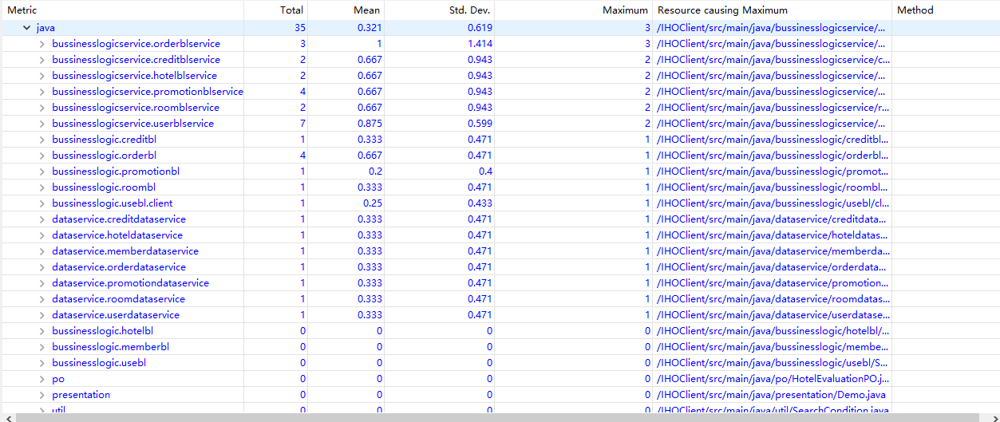 Metric Total Mean Std. Dev. Maximum Resource causing Maximum Method
java 35 0.321 0.619 3 /IHOClient/src/main/java/bussinesslogicservice/...
bussinesslogicservice.orderblservice 3 1 1.414 3 /IHOClient/src/main/java/bussinesslogicservice/...
bussinesslogicservice.creditblservice 2 0.667 0.943 2 /IHOClient/src/main/java/bussinesslogicservice/c...
bussinesslogicservice.hotelblservice 2 0.667 0.943 2 /IHOClient/src/main/java/bussinesslogicservice/...
bussinesslogicservice.promotionblservice 4 0.667 0.943 2 /IHOClient/src/main/java/bussinesslogicservice/...
bussinesslogicservice.roomblservice 2 0.667 0.943 2 /IHOClient/src/main/java/bussinesslogicservice/r...
bussinesslogicservice.userblservice 7 0.875 0.599 2 /IHOClient/src/main/java/bussinesslogicservice/...
bussinesslogic.creditbl 1 0.333 0.471 1 /IHOClient/src/main/java/bussinesslogic/creditbl...
bussinesslogic.orderbl 4 0.667 0.471 1 /IHOClient/src/main/java/bussinesslogic/orderbl...
bussinesslogic.promotionbl 1 0.2 0.4 1 /IHOClient/src/main/java/bussinesslogic/promot...
bussinesslogic.roombl 1 0.333 0.471 1 /IHOClient/src/main/java/bussinesslogic/roombl...
bussinesslogic.usebl.client 1 0.25 0.433 1 /IHOClient/src/main/java/bussinesslogic/usebl/cl...
dataservice.creditdataservice 1 0.333 0.471 1 /IHOClient/src/main/java/dataservice/creditdata...
dataservice.hoteldataservice 1 0.333 0.471 1 /IHOClient/src/main/java/dataservice/hoteldatas...
dataservice.memberdataservice 1 0.333 0.471 1 /IHOClient/src/main/java/dataservice/memberda...
dataservice.orderdataservice 1 0.333 0.471 1 /IHOClient/src/main/java/dataservice/orderdata...
dataservice.promotiondataservice 1 0.333 0.471 1 /IHOClient/src/main/java/dataservice/promotion...
dataservice.roomdataservice 1 0.333 0.471 1 /IHOClient/src/main/java/dataservice/roomdatas...
dataservice.userdataservice 1 0.333 0.471 1 /IHOClient/src/main/java/dataservice/userdatase...
bussinesslogic.hotelbl 0 0 0 0 /IHOClient/src/main/java/bussinesslogic/hotelbl/...
bussinesslogic.memberbl 0 0 0 0 /IHOClient/src/main/java/bussinesslogic/membe...
bussinesslogic.usebl 0 0 0 0 /IHOClient/src/main/java/bussinesslogic/usebl/S...
po 0 0 0 0 /IHOClient/src/main/java/po/HotelEvaluationPO.j...
presentation 0 0 0 0 /IHOClient/src/main/java/presentation/Demo.java
util 0 0 0 0 /IHOClient/src/main/java/util/SearchCondition.java